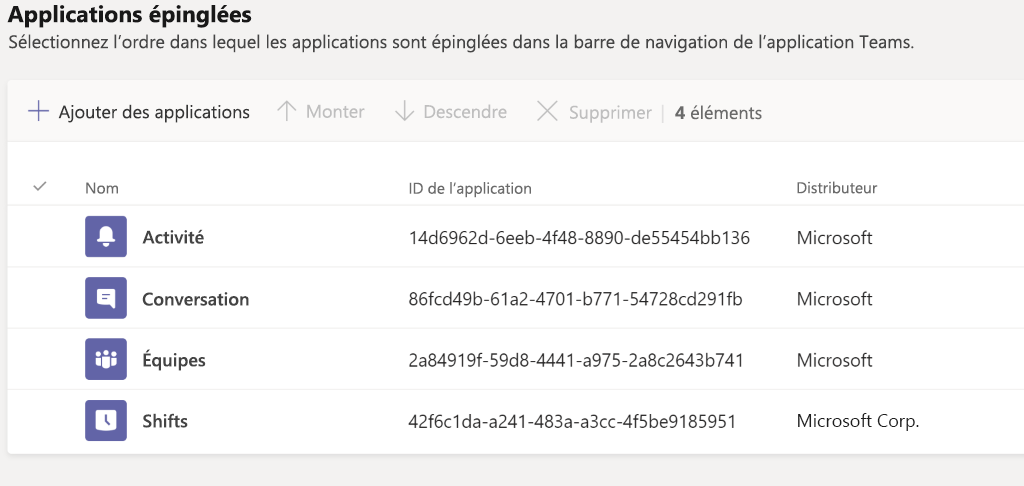 Applications épinglées
Sélectionnez l’ordre dans lequel les applications sont épinglées dans la barre de navigation de l’application Teams.
Ajouter des applications Monter Descendre Supprimer | 4 éléments
Nom ID de l’application Distributeur
Activité 14d6962d-6eeb-4f48-8890-de55454bb136 Microsoft
Conversation 86fcd49b-61a2-4701-b771-54728cd291fb Microsoft
Équipes 2a84919f-59d8-4441-a975-2a8c2643b741 Microsoft
Shifts 42f6c1da-a241-483a-a3cc-4f5be9185951 Microsoft Corp.